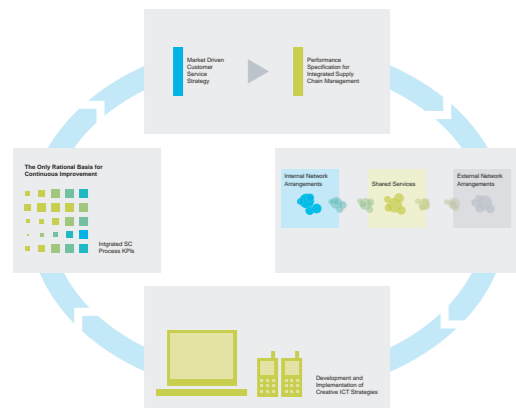 Market Driven
Customer
Service
Strategy
Performance
Specification for
Integrated Supply
Chain Management
Internal Network
Arrangements
Shared Services
External Network
Arrangements
Development and
Implementation of
Creative ICT Strategies
The Only Rational Basis for
Continuous Improvement
Intgrated SC
Process KPIs